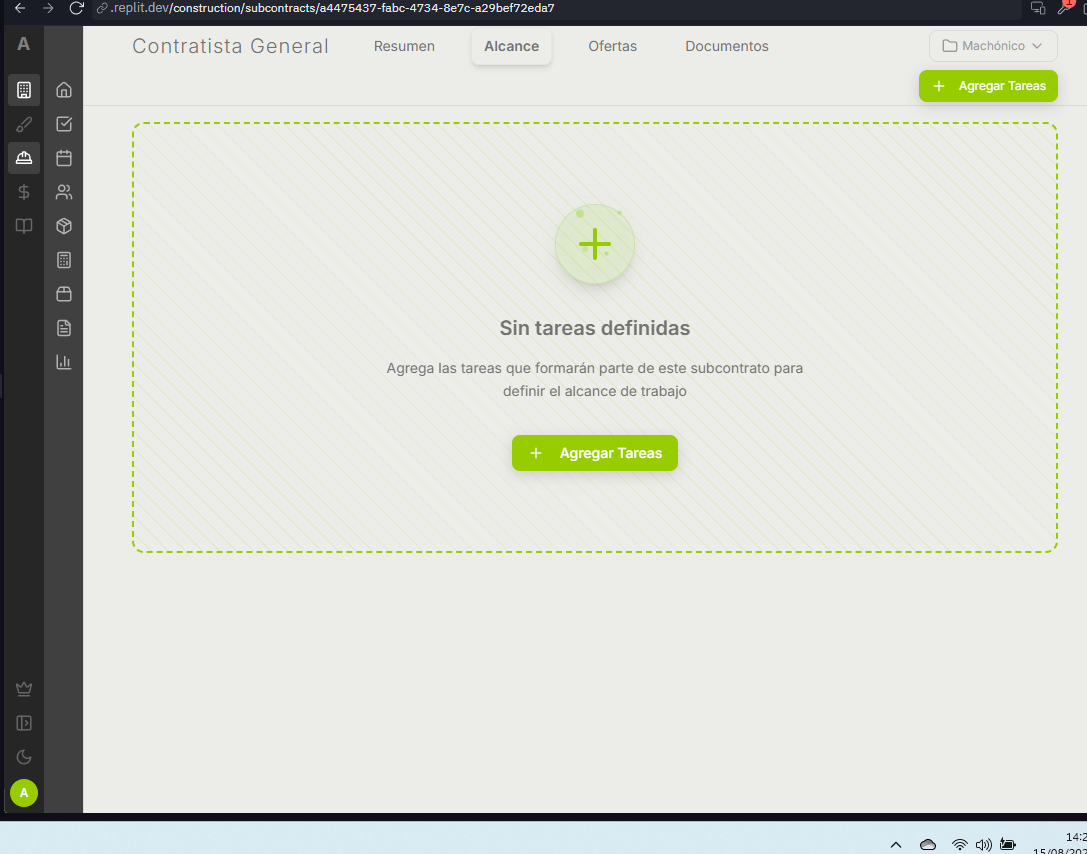 .replit.dev/construction/subcontracts/a4475437-fabc-4734-8e7c-a29bef72eda7
1
A
Contratista General
Resumen
Alcance
Ofertas
Documentos
Machónico
Agregar Tareas
Sin tareas definidas
Agrega las tareas que formarán parte de este subcontrato para
definir el alcance de trabajo
Agregar Tareas
A
14:2
15/08/202